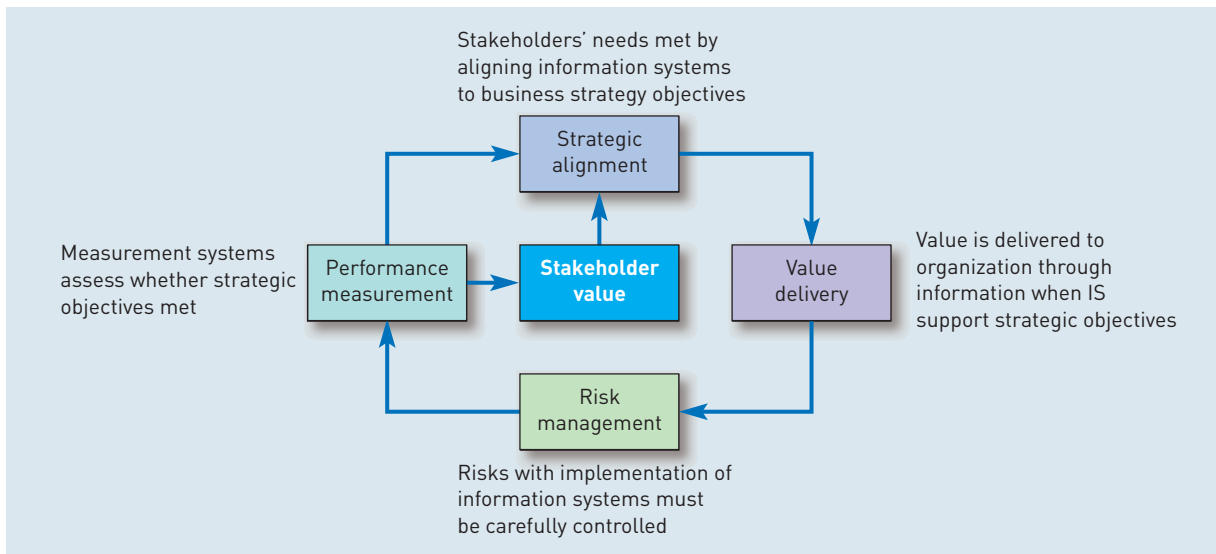 Stakeholders’ needs met by
aligning information systems
to business strategy objectives
Strategic
alignment
Measurement systems
assess whether strategic
objectives met
Performance
measurement
Stakeholder
value
Value
delivery
Value is delivered to
organization through
information when IS
support strategic objectives
Risk
management
Risks with implementation of
information systems must
be carefully controlled